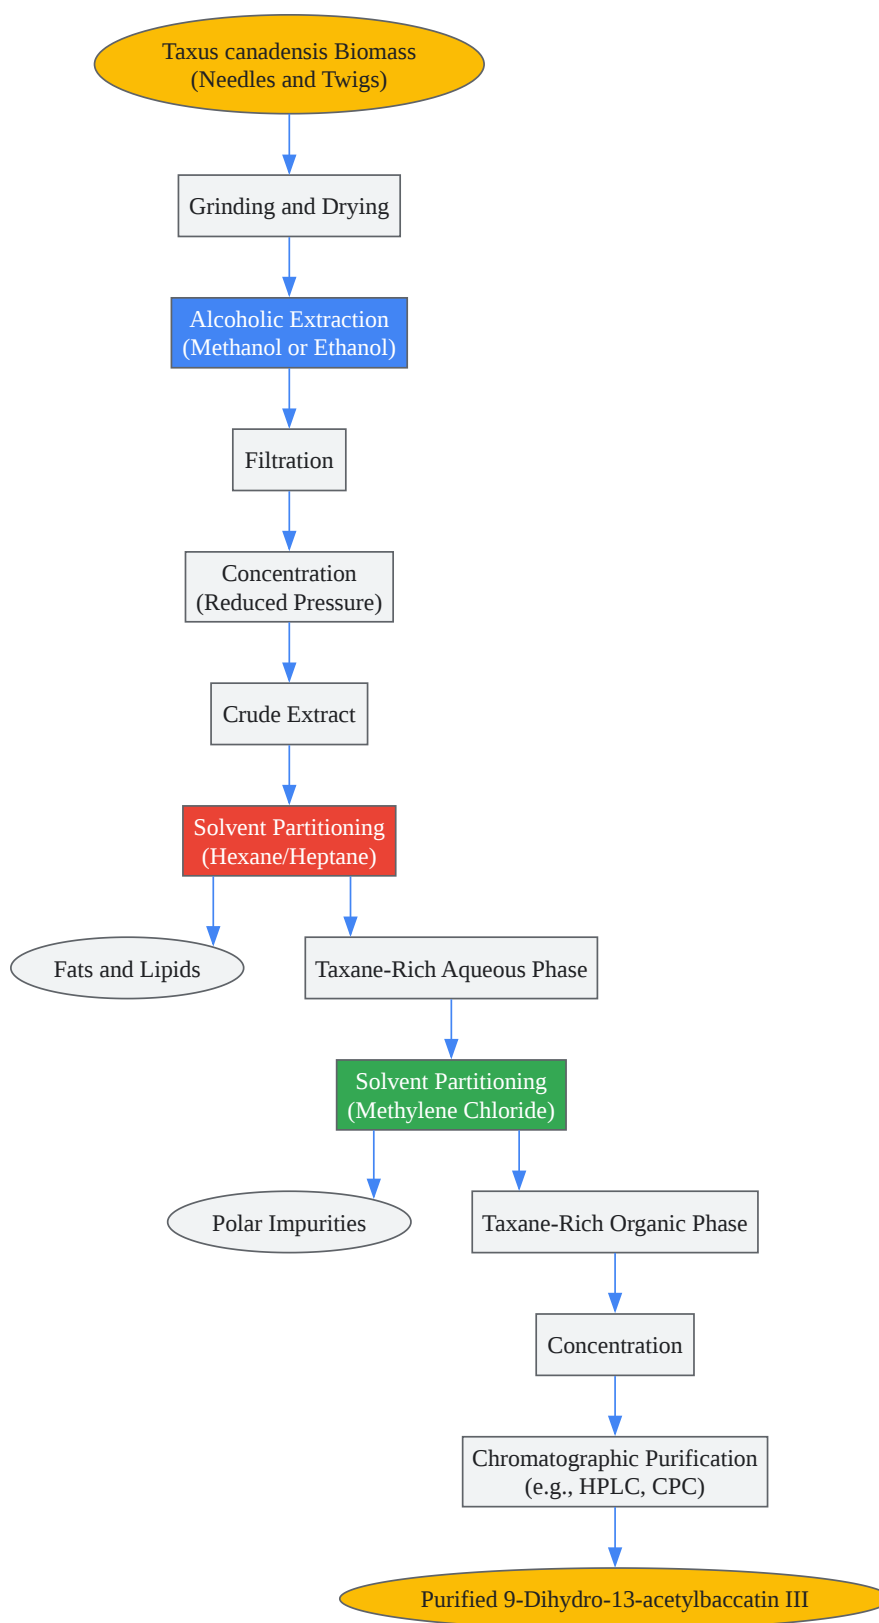 Taxus canadensis Biomass
(Needles and Twigs)
Grinding and Drying
Alcoholic Extraction
(Methanol or Ethanol)
Filtration
Concentration
(Reduced Pressure)
Crude Extract
Solvent Partitioning
(Hexane/Heptane)
Fats and Lipids
Taxane-Rich Aqueous Phase
Solvent Partitioning
(Methylene Chloride)
Polar Impurities
Taxane-Rich Organic Phase
Concentration
Chromatographic Purification
(e.g., HPLC, CPC)
Purified 9-Dihydro-13-acetylbaccatin III